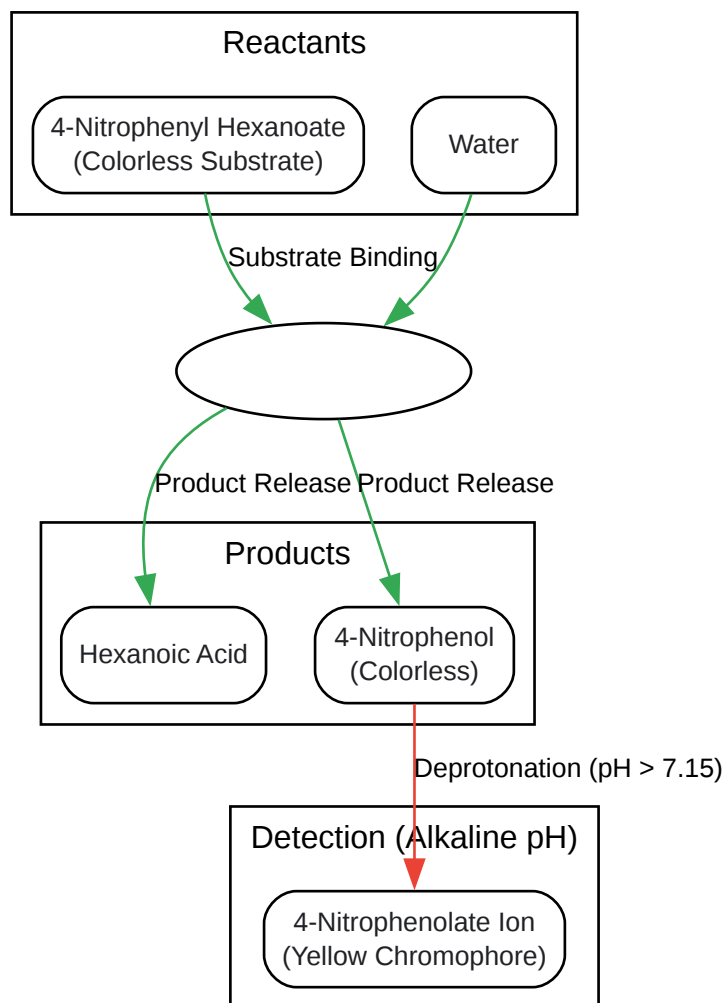 Reactants
4-Nitrophenyl Hexanoate
(Colorless Substrate)
Water
Substrate Binding
Product Release
Product Release
Products
Hexanoic Acid
4-Nitrophenol
(Colorless)
Deprotonation (pH > 7.15)
Detection (Alkaline pH)
4-Nitrophenolate Ion
(Yellow Chromophore)